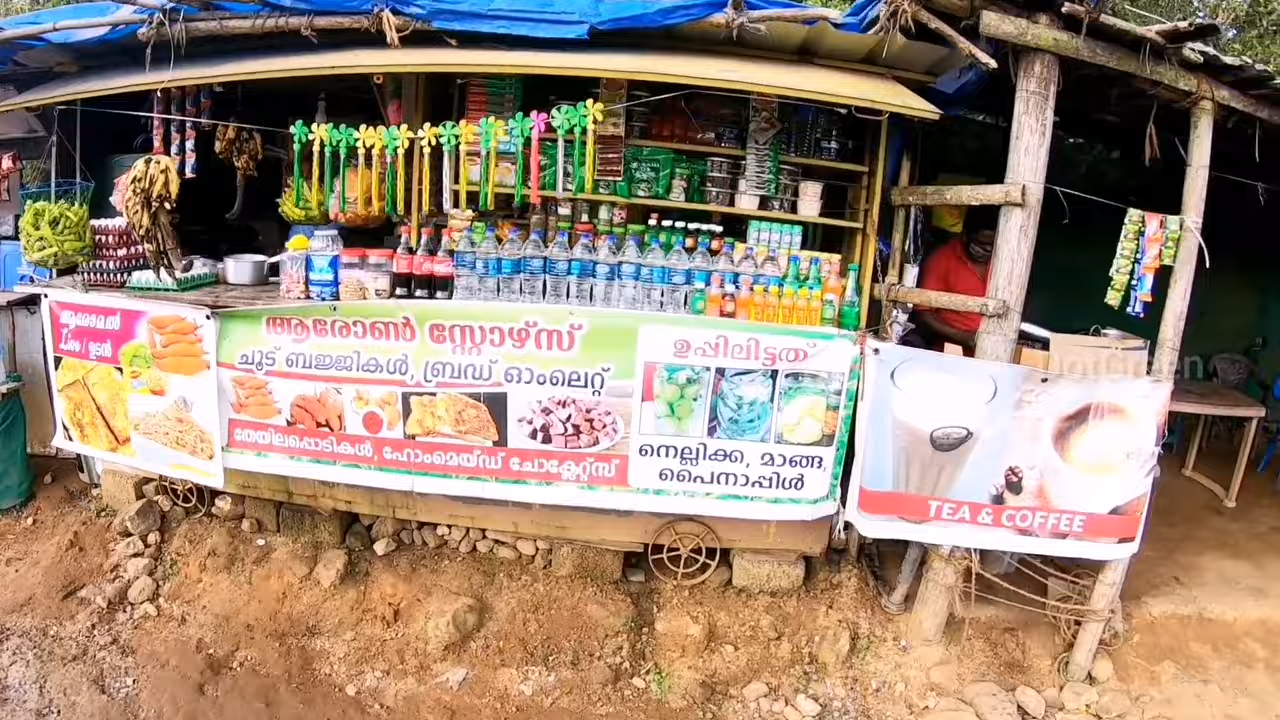 ആരോൺ സ്റ്റോഴ്സ്
ചൂട് ബജ്ജികൾ, ബ്രഡ് ഓംലെറ്റ്
തേയിലപ്പൊടികൾ, ഹോംമെയ്ഡ് ചോക്ലേറ്റ്സ്
ഉപ്പിലിട്ടത്
നെല്ലിക്ക, മാങ്ങ,
പൈനാപ്പിൾ
TEA & COFFEE